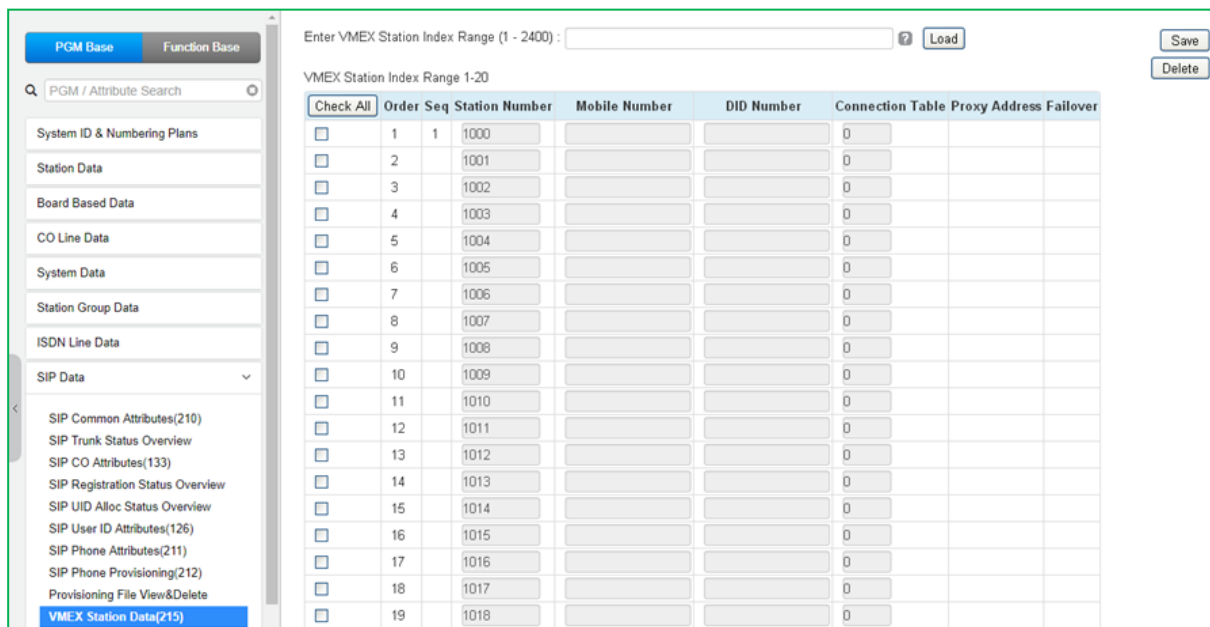 PGM Base Function Base
PGM / Attribute Search
System ID & Numbering Plans
Station Data
Board Based Data
CO Line Data
System Data
Station Group Data
ISDN Line Data
SIP Data
SIP Common Attributes(210)
SIP Trunk Status Overview
SIP CO Attributes(133)
SIP Registration Status Overview
SIP UID Alloc Status Overview
SIP User ID Attributes(126)
SIP Phone Attributes(211)
SIP Phone Provisioning(212)
Provisioning File View&Delete
VMEX Station Data(215)
Enter VMEX Station Index Range (1 - 2400) : ? Load
Save
Delete
VMEX Station Index Range 1-20
Check All Order Seq Station Number Mobile Number DID Number Connection Table Proxy Address Failover
1 1 1000 0
2 1001 0
3 1002 0
4 1003 0
5 1004 0
6 1005 0
7 1006 0
8 1007 0
9 1008 0
10 1009 0
11 1010 0
12 1011 0
13 1012 0
14 1013 0
15 1014 0
16 1015 0
17 1016 0
18 1017 0
19 1018 0